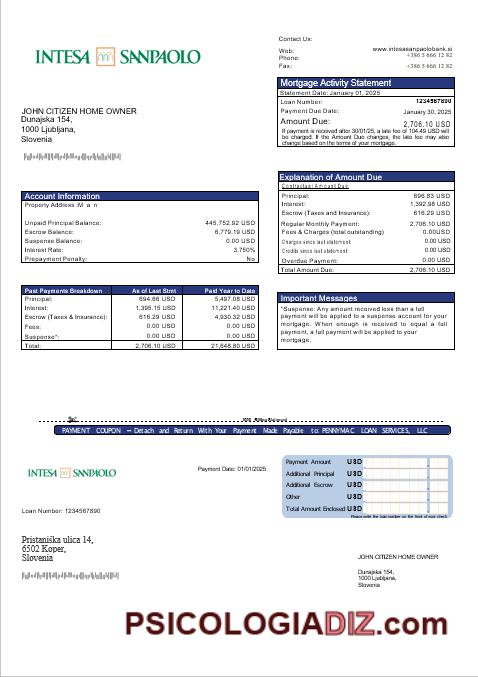 INTESA SANPAOLO
Contact Us:
Web: www.intesasanpaolobank.si
Phone: +386 5 666 12 82
Fax: +386 5 666 12 82
Mortgage Activity Statement
Statement Date: January 01, 2025
Loan Number: 1234567890
Payment Due Date: January 30, 2025
Amount Due: 2,706.10 USD
If payment is received after 30/01/25, a late fee of 104.49 USD will be
charged. If the Amount Due Changes, the late fee may also
change based on the terms of your mortgage.
JOHN CITIZEN HOME OWNER
Dunajska 154,
1000 Ljubljana,
Slovenia
Explanation of Amount Due
Contractual Amount Due
Principal: 696.83 USD
Interest: 1,392.98 USD
Escrow (Taxes and Insurance): 616.29 USD
Regular Monthly Payment: 2,706.10 USD
Fees & Charges (total outstanding) 0.00USD
Charges since last statement: 0.00 USD
Credits since last statement: 0.00 USD
Overdue Payment: 0.00 USD
Total Amount Due: 2,706.10 USD
Account Information
Property Address :M a n
Unpaid Principal Balance: 445,752.92 USD
Escrow Balance: 6,779.19 USD
Suspense Balance: 0.00 USD
Interest Rate: 3.750%
Prepayment Penalty: No
Past Payments Breakdown As of Last Stmt Paid Year to Date
Principal: 694.66 USD 5,497.08 USD
Interest: 1,395.15 USD 11,221.40 USD
Escrow (Taxes & Insurance): 616.29 USD 4,930.32 USD
Fees: 0.00 USD 0.00 USD
Suspense*: 0.00 USD 0.00 USD
Total: 2,706.10 USD 21,648.80 USD
Important Messages
*Suspense: Any amount received less than a full
payment will be applied to a suspense account for your
mortgage. When enough is received to equal a full
payment, a full payment will be applied to your
mortgage.
PAYMENT COUPON – Detach and Return With Your Payment Made Payable to: PENNYMAC LOAN SERVICES, LLC
INTESA SANPAOLO
Payment Date: 01/01/2025
Payment Amount USD
Additional Principal USD
Additional Escrow USD
Other USD
Total Amount Enclosed USD
Please write the loan number on the front of your check
Loan Number: 1234567890
Pristaniška ulica 14,
6502 Koper,
Slovenia
JOHN CITIZEN HOME OWNER
Dunajska 154,
1000 Ljubljana,
Slovenia
PSICOLOGIADIZ.com